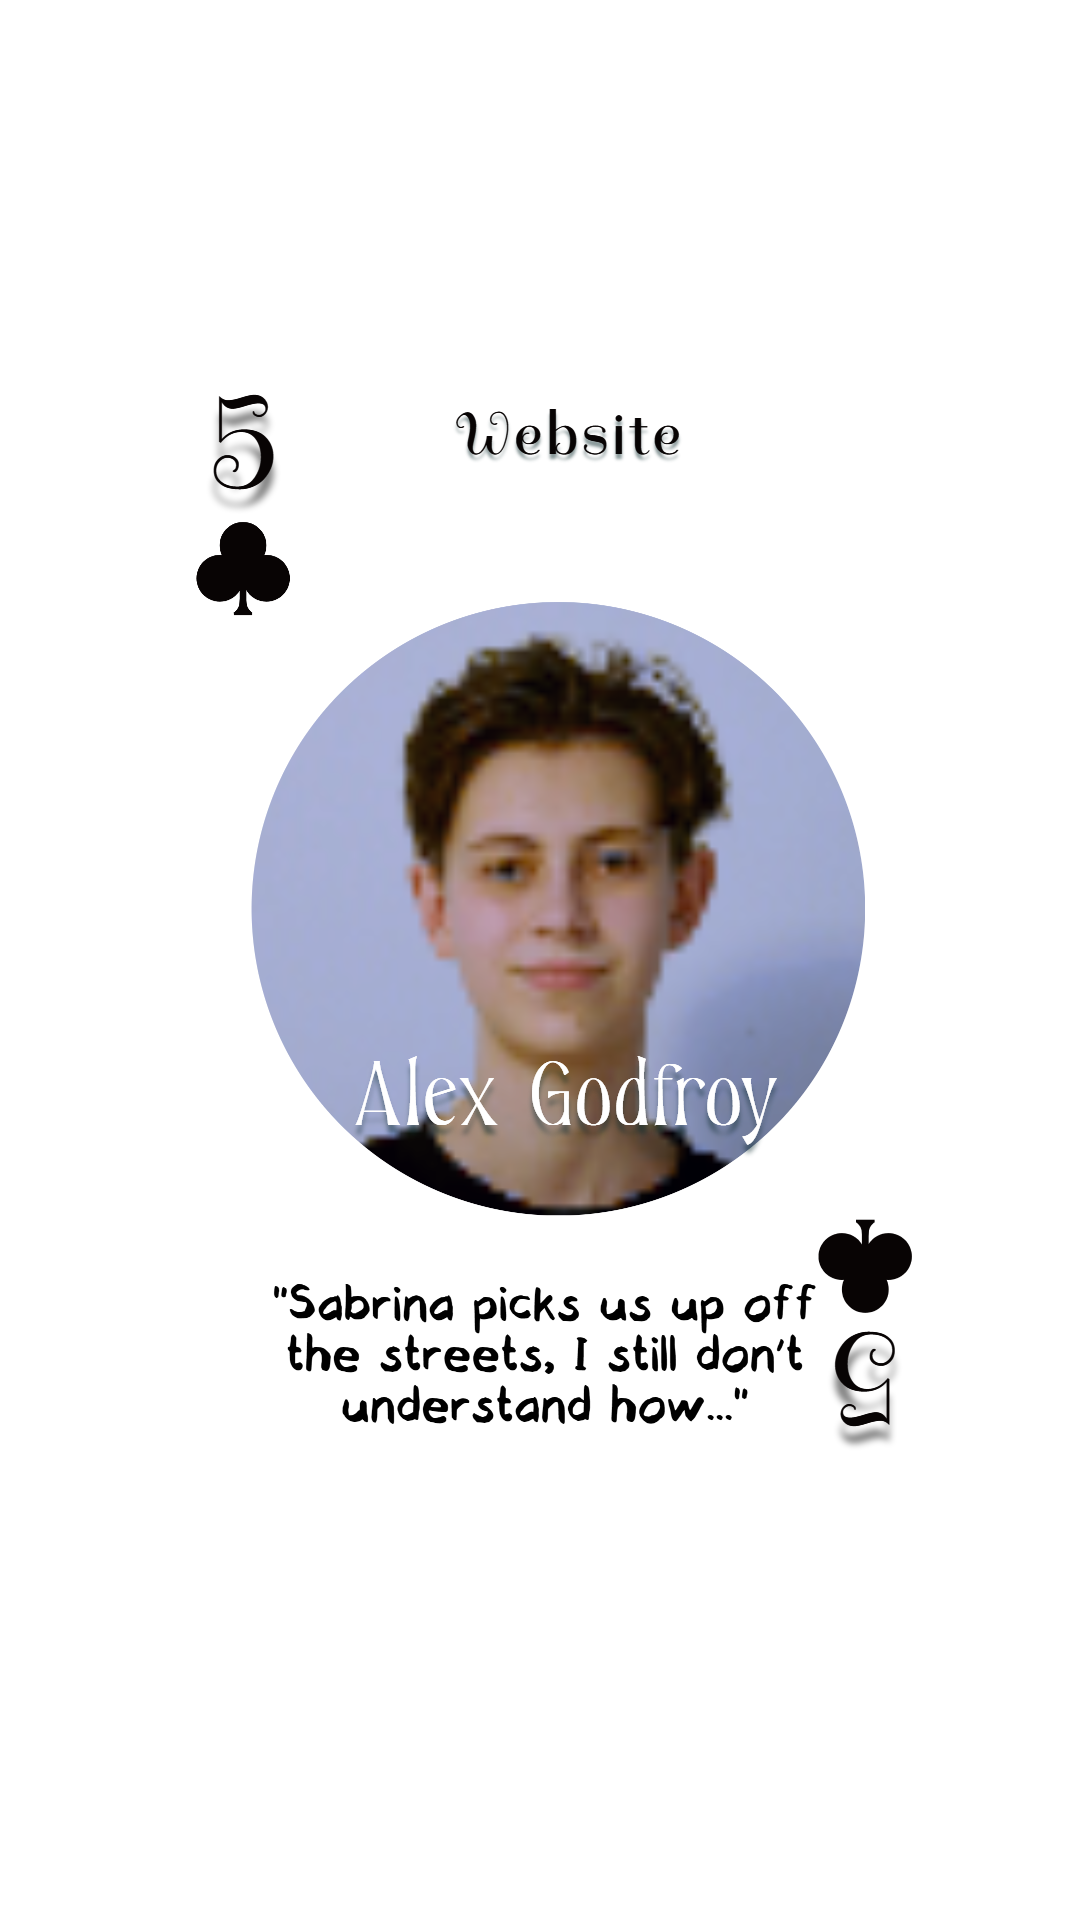 5
Website
Alex Godfroy
"Sabrina picks us up off
the streets, I still don't
understand how..."
5